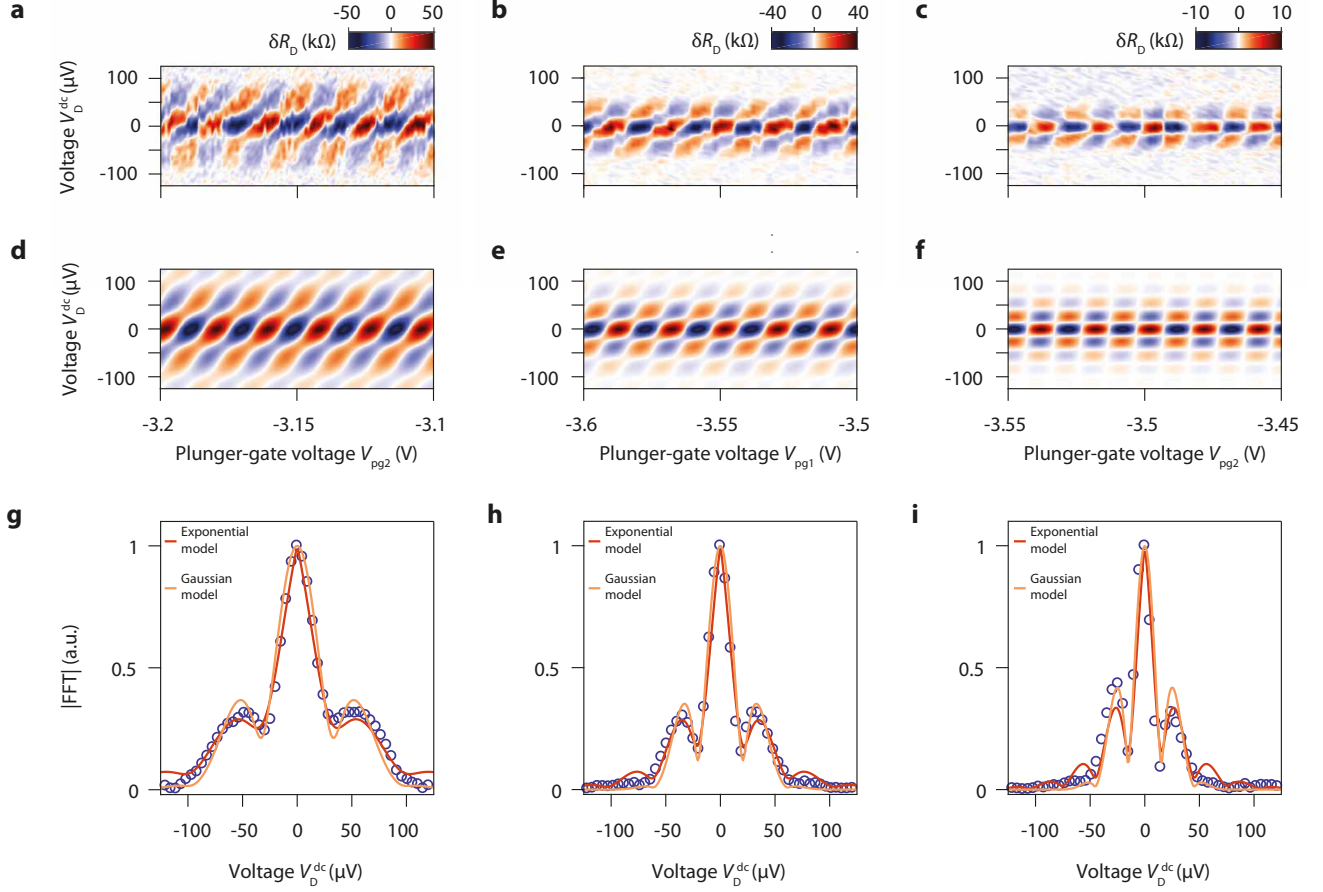 a
-50 0 50
δR_D (kΩ)
100
0
-100
Voltage V_D^dc (μV)
b
-40 0 40
δR_D (kΩ)
100
0
-100
c
-10 0 10
δR_D (kΩ)
100
0
-100
d
100
0
-100
Voltage V_D^dc (μV)
-3.2 -3.15 -3.1
Plunger-gate voltage V_pg2 (V)
e
100
0
-100
-3.6 -3.55 -3.5
Plunger-gate voltage V_pg1 (V)
f
100
0
-100
-3.55 -3.5 -3.45
Plunger-gate voltage V_pg2 (V)
g
Exponential
model
Gaussian
model
1
0.5
0
|FFT| (a.u.)
-100 -50 0 50 100
Voltage V_D^dc (μV)
h
Exponential
model
Gaussian
model
1
0.5
0
-100 -50 0 50 100
Voltage V_D^dc (μV)
i
Exponential
model
Gaussian
model
1
0.5
0
-100 -50 0 50 100
Voltage V_D^dc (μV)